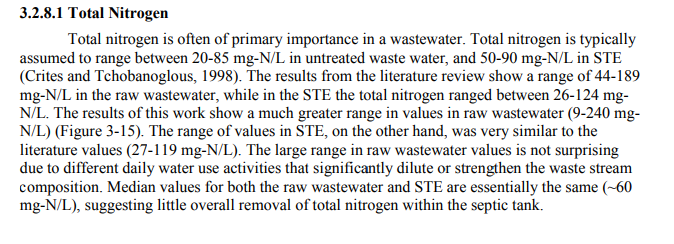 3.2.8.1 Total Nitrogen
Total nitrogen is often of primary importance in a wastewater. Total nitrogen is typically
assumed to range between 20-85 mg-N/L in untreated waste water, and 50-90 mg-N/L in STE
(Crites and Tchobanoglous, 1998). The results from the literature review show a range of 44-189
mg-N/L in the raw wastewater, while in the STE the total nitrogen ranged between 26-124 mg-
N/L. The results of this work show a much greater range in values in raw wastewater (9-240 mg-
N/L) (Figure 3-15). The range of values in STE, on the other hand, was very similar to the
literature values (27-119 mg-N/L). The large range in raw wastewater values is not surprising
due to different daily water use activities that significantly dilute or strengthen the waste stream
composition. Median values for both the raw wastewater and STE are essentially the same (~60
mg-N/L), suggesting little overall removal of total nitrogen within the septic tank.